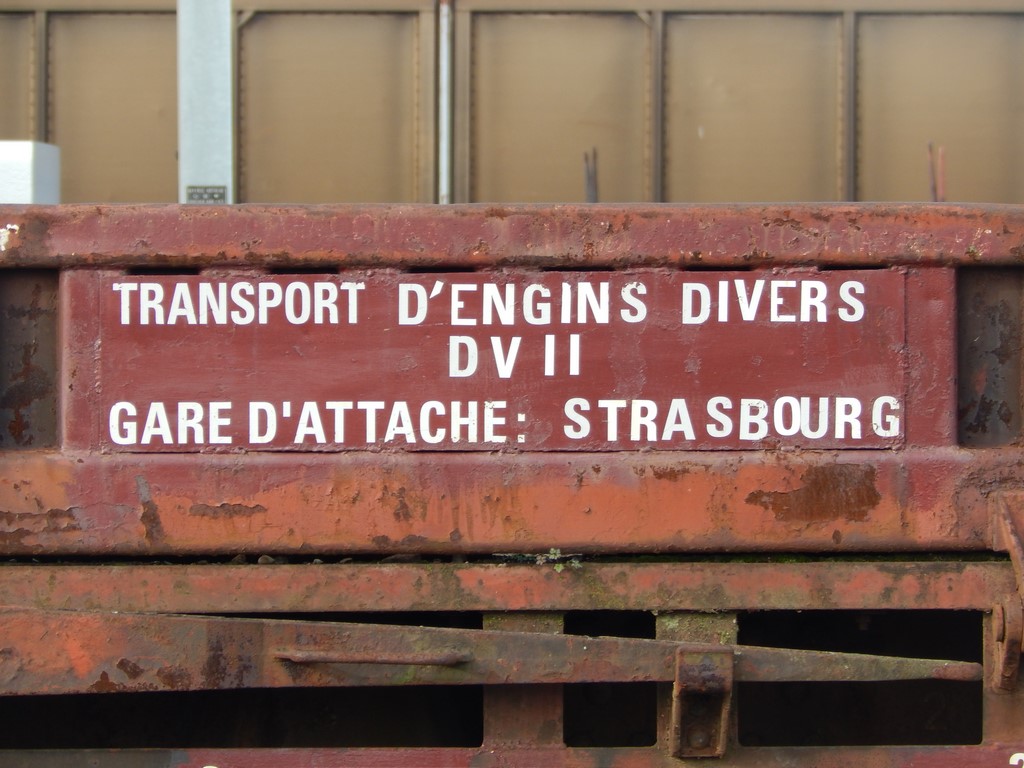 TRANSPORT D'ENGINS DIVERS
DV II
GARE D'ATTACHE: STRASBOURG